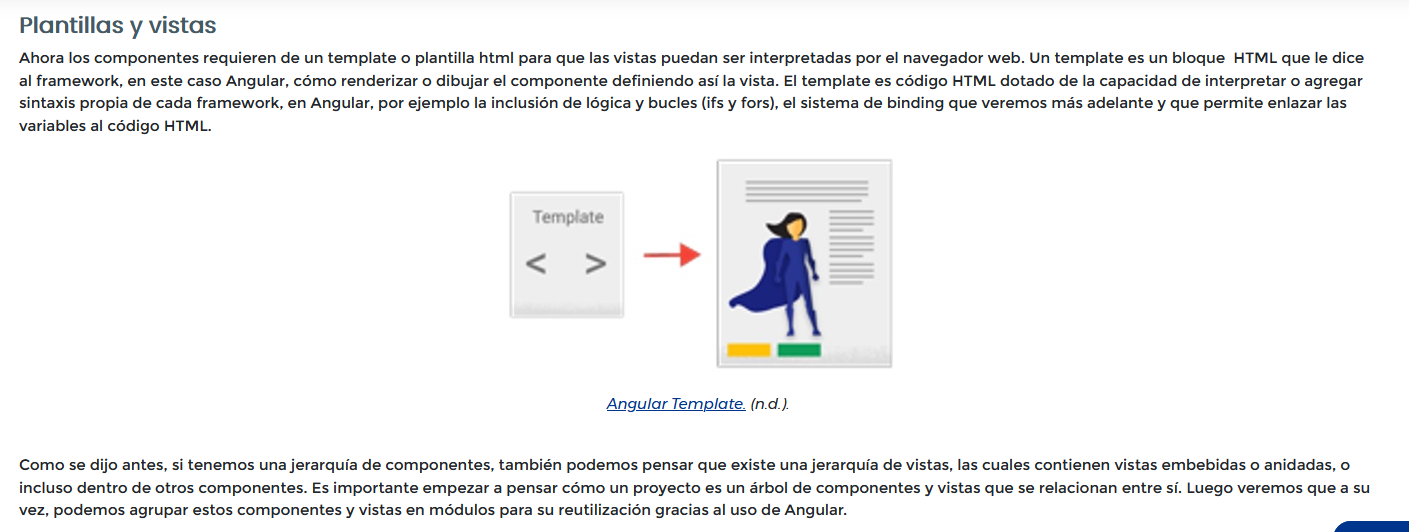 Plantillas y vistas
Ahora los componentes requieren de un template o plantilla html para que las vistas puedan ser interpretadas por el navegador web. Un template es un bloque  HTML que le dice
al framework, en este caso Angular, cómo renderizar o dibujar el componente definiendo así la vista. El template es código HTML dotado de la capacidad de interpretar o agregar
sintaxis propia de cada framework, en Angular, por ejemplo la inclusión de lógica y bucles (ifs y fors), el sistema de binding que veremos más adelante y que permite enlazar las
variables al código HTML.
Template
< >
Angular Template. (n.d.).
Como se dijo antes, si tenemos una jerarquía de componentes, también podemos pensar que existe una jerarquía de vistas, las cuales contienen vistas embebidas o anidadas, o
incluso dentro de otros componentes. Es importante empezar a pensar cómo un proyecto es un árbol de componentes y vistas que se relacionan entre sí. Luego veremos que a su
vez, podemos agrupar estos componentes y vistas en módulos para su reutilización gracias al uso de Angular.